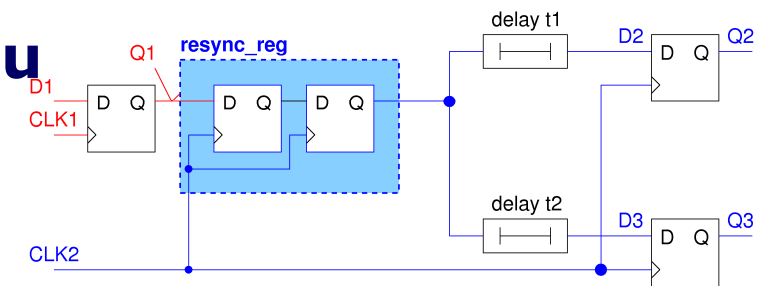 u
delay t1
resync_reg
Q1
D2
Q2
D1
D Q
D Q
D Q
D Q
CLK1
delay t2
D3
Q3
D Q
CLK2